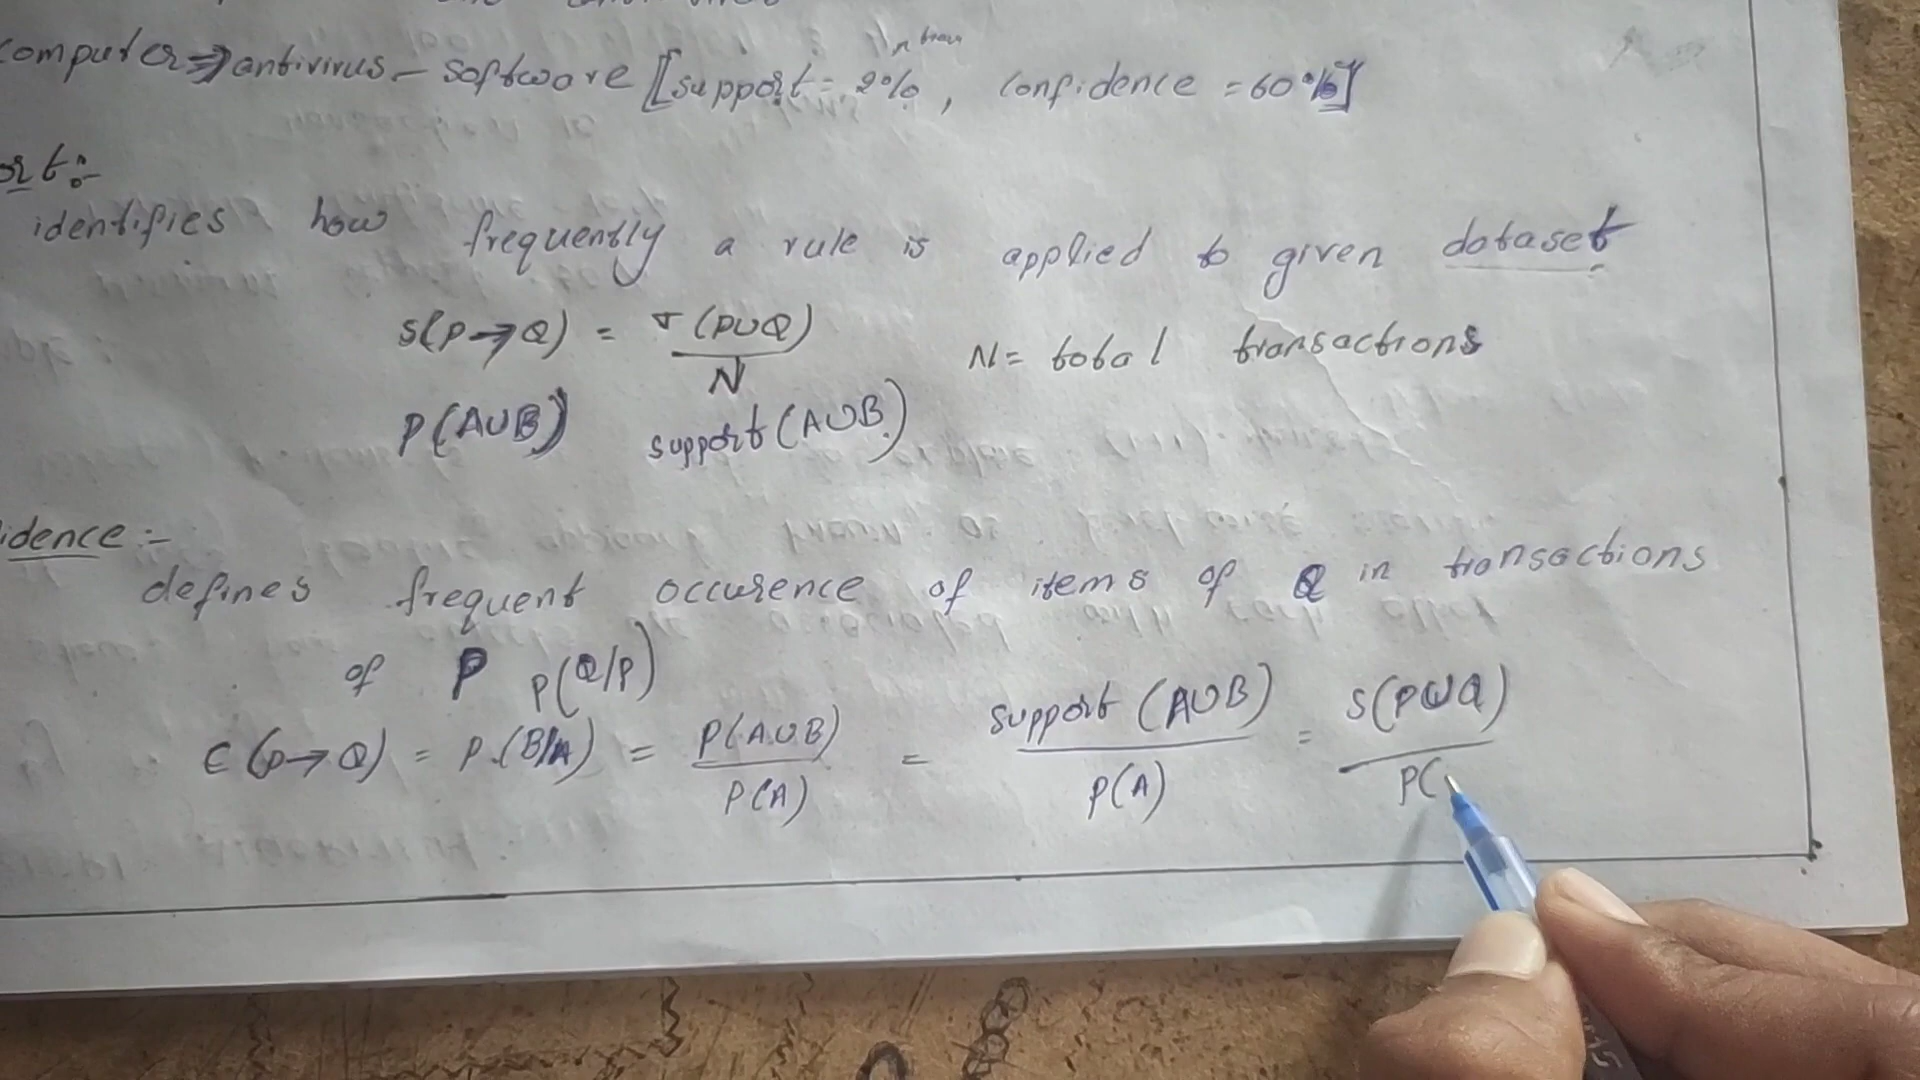 computer⇒antivirus-software [support=2%, confidence=60%]
ort:-
identifies how frequently a rule is applied to given dataset
s(P→Q) = σ(P∪Q) / N N= total transactions
P(A∪B) support(A∪B)
idence:-
defines frequent occurence of items of Q in transactions
of P P(Q/P)
C(P→Q) = P(B/A) = P(A∪B) / P(A) = support(A∪B) / P(A) = S(P∪Q) / P(